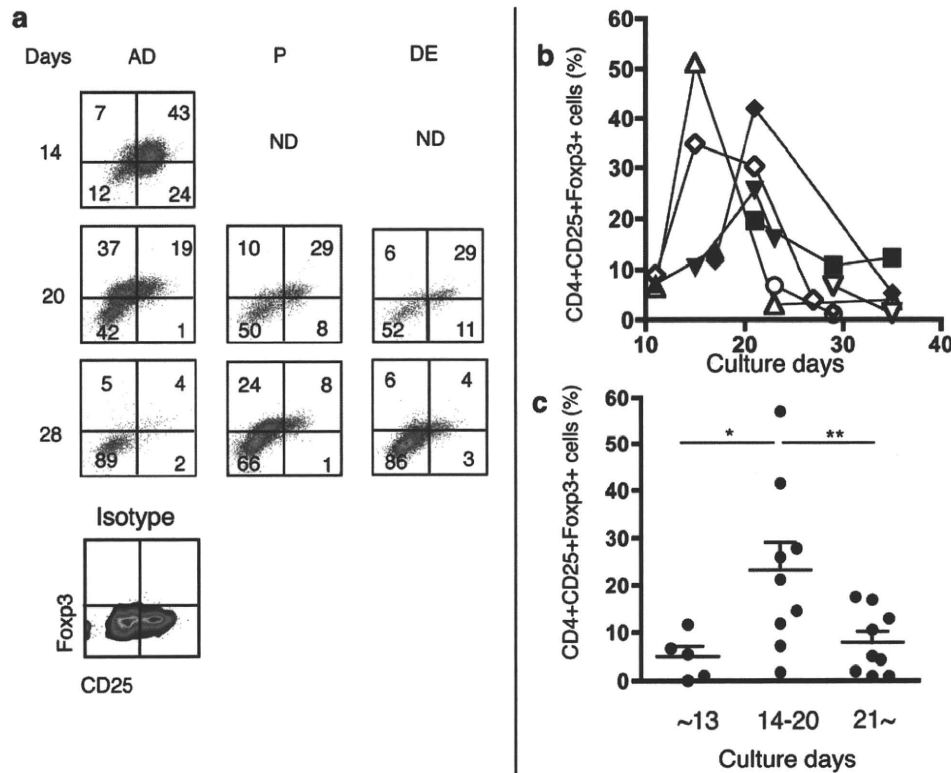 a
Days AD P DE
14
7 43
12 24
ND ND
20
37 19
42 1
10 29
50 8
6 29
52 11
28
5 4
89 2
24 8
66 1
6 4
86 3
Isotype
Foxp3
CD25
b
CD4+CD25+Foxp3+ cells (%)
60
50
40
30
20
10
0
10 20 30 40
Culture days
c
CD4+CD25+Foxp3+ cells (%)
60
50
40
30
20
10
0
* **
~13 14-20 21~
Culture days